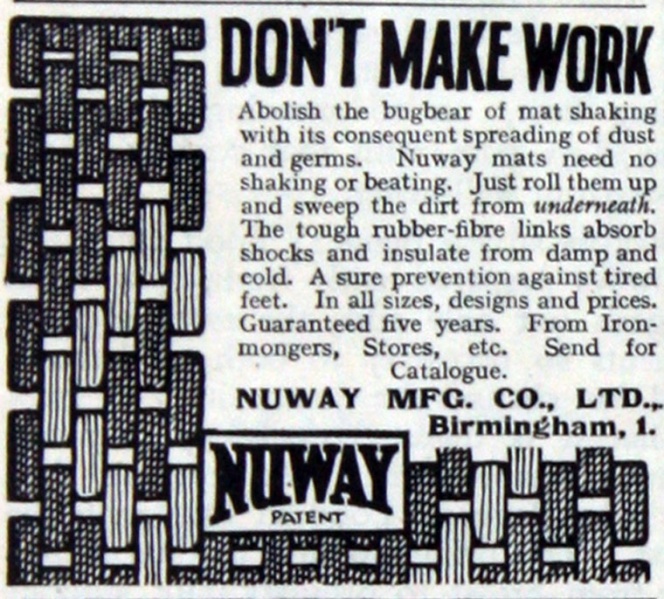 DON'T MAKE WORK
Abolish the bugbear of mat shaking
with its consequent spreading of dust
and germs. Nuway mats need no
shaking or beating. Just roll them up
and sweep the dirt from underneath.
The tough rubber-fibre links absorb
shocks and insulate from damp and
cold. A sure prevention against tired
feet. In all sizes, designs and prices.
Guaranteed five years. From Iron-
mongers, Stores, etc. Send for
Catalogue.
NUWAY MFG. CO., LTD.,
Birmingham, 1.
NUWAY
PATENT